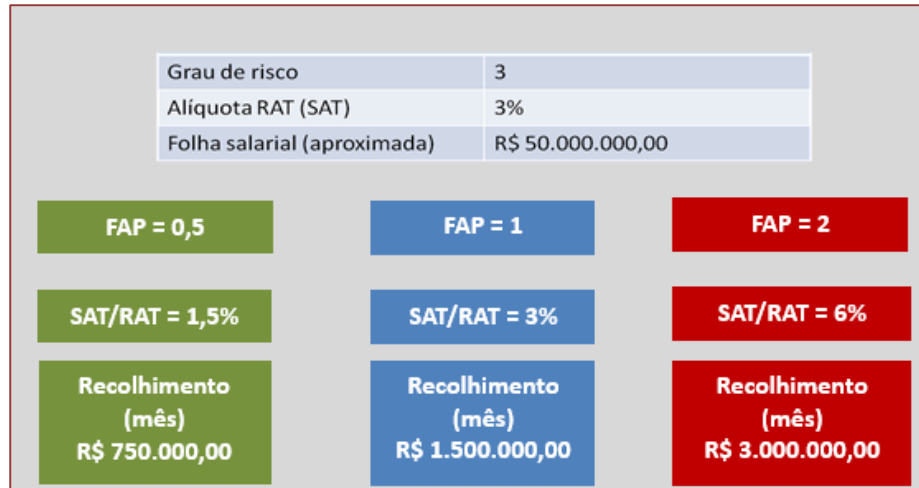 Grau de risco 3
Alíquota RAT (SAT) 3%
Folha salarial (aproximada) R$ 50.000.000,00
FAP = 0,5
FAP = 1
FAP = 2
SAT/RAT = 1,5%
SAT/RAT = 3%
SAT/RAT = 6%
Recolhimento
(mês)
R$ 750.000,00
Recolhimento
(mês)
R$ 1.500.000,00
Recolhimento
(mês)
R$ 3.000.000,00